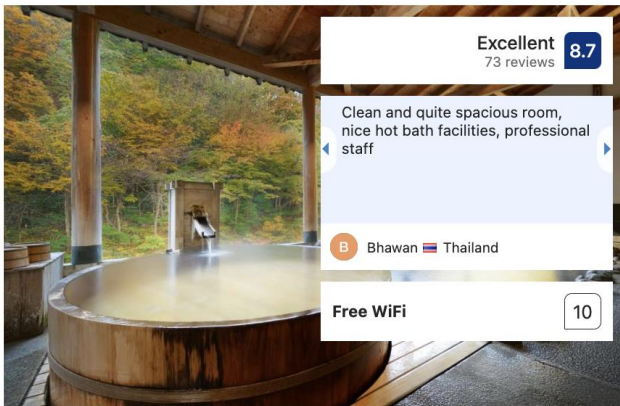 Excellent
73 reviews
8.7
Clean and quite spacious room,
nice hot bath facilities, professional
staff
B
Bhawan Thailand
Free WiFi
10